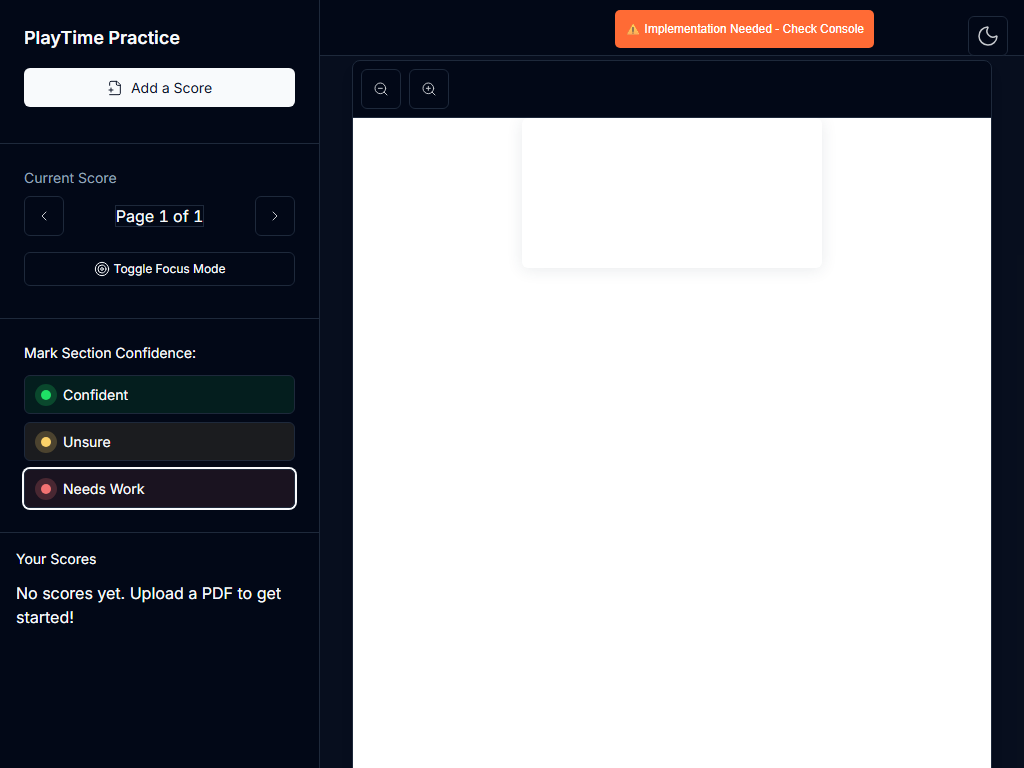 PlayTime Practice
Add a Score
Current Score
Page 1 of 1
Toggle Focus Mode
Mark Section Confidence:
Confident
Unsure
Needs Work
Your Scores
No scores yet. Upload a PDF to get
started!
⚠️ Implementation Needed - Check Console